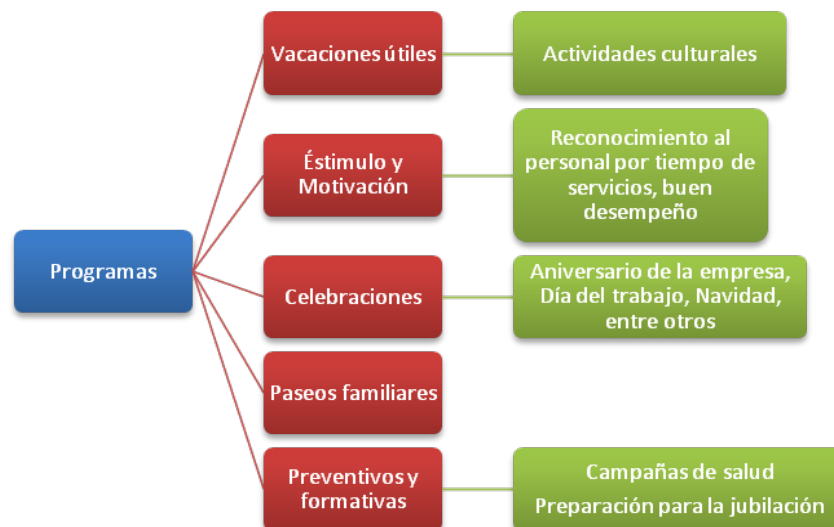 Programas
Vacaciones útiles
Actividades culturales
Éstimulo y
Motivación
Reconocimiento al
personal por tiempo de
servicios, buen
desempeño
Celebraciones
Aniversario de la empresa,
Día del trabajo, Navidad,
entre otros
Paseos familiares
Preventivos y
formativas
Campañas de salud
Preparación para la jubilación